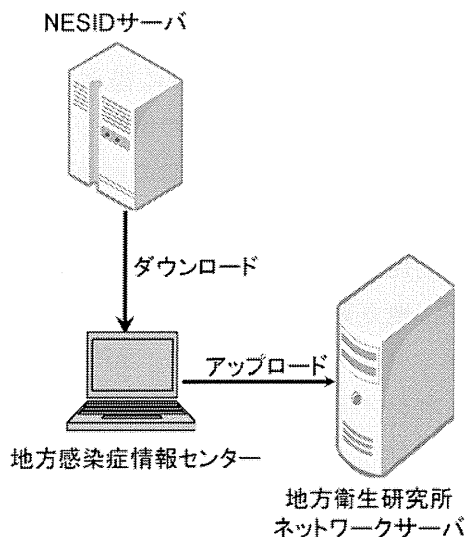 NESIDサーバ
ダウンロード
アップロード
地方感染症情報センター
地方衛生研究所
ネットワークサーバ